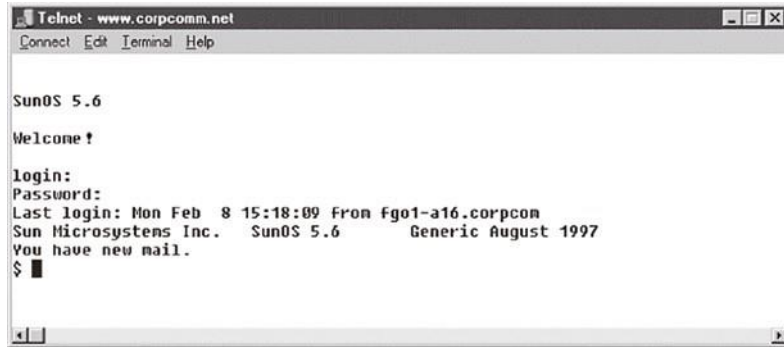 Telnet - www.corpcomm.net
Connect Edit Terminal Help
SunOS 5.6
Welcome!
login:
Password:
Last login: Mon Feb  8 15:18:09 from fgo1-a16.corpcom
Sun Microsystems Inc.   SunOS 5.6       Generic August 1997
You have new mail.
$